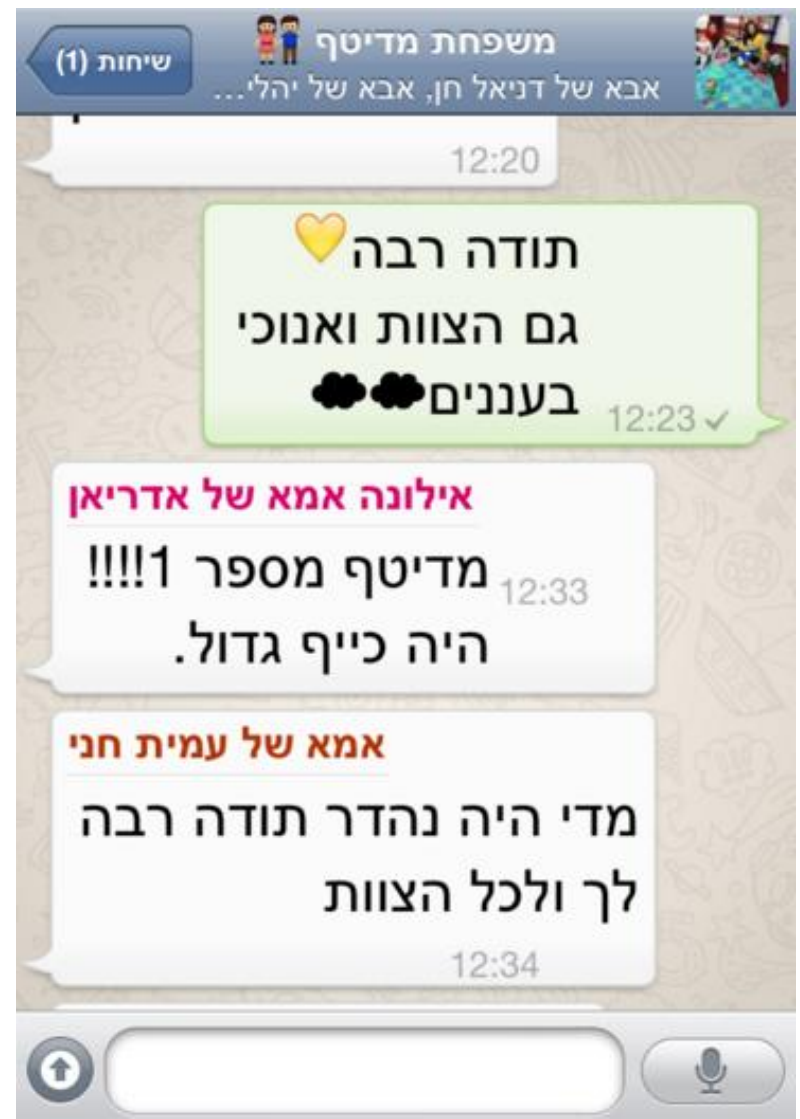 שיחות (1)
משפחת מדיטף 👫
אבא של דניאל חן, אבא של יהלי...
12:20
תודה רבה💛
גם הצוות ואנוכי
בעננים☁☁
12:23
אילונה אמא של אדריאן
מדיטף מספר 1!!!!
היה כייף גדול.
12:33
אמא של עמית חני
מדי היה נהדר תודה רבה
לך ולכל הצוות
12:34